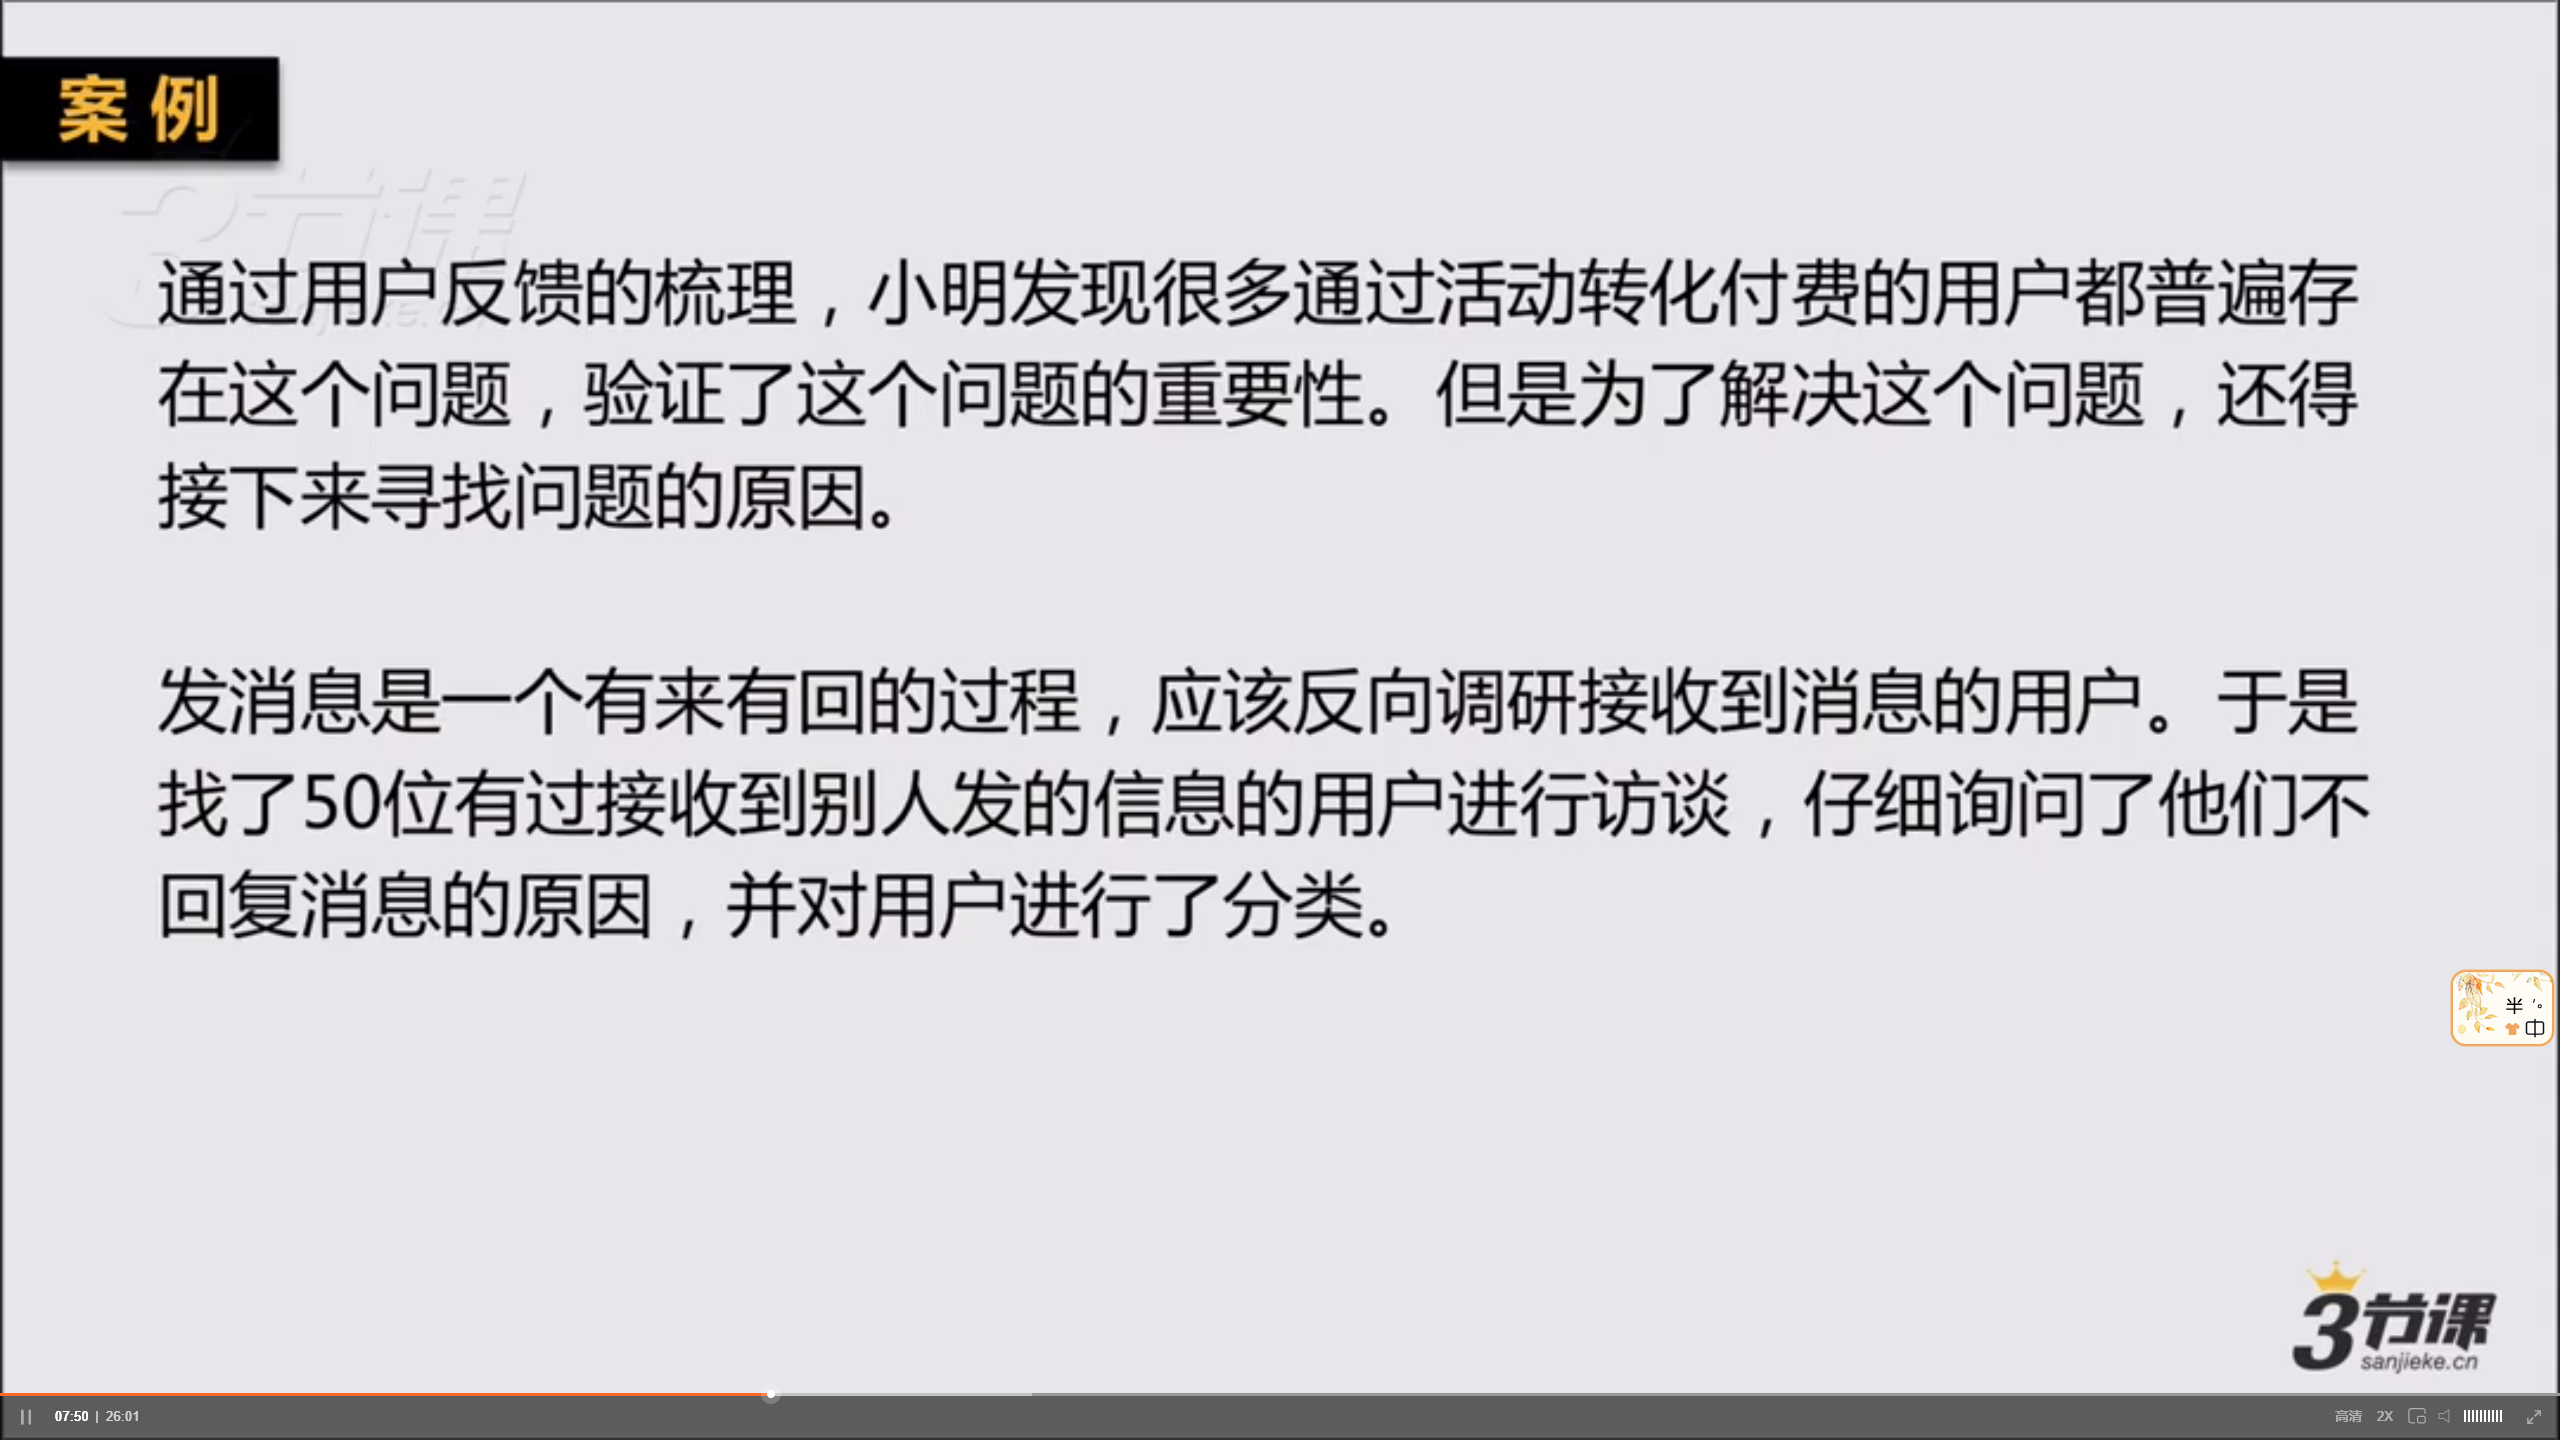 案例
通过用户反馈的梳理，小明发现很多通过活动转化付费的用户都普遍存
在这个问题，验证了这个问题的重要性。但是为了解决这个问题，还得
接下来寻找问题的原因。
发消息是一个有来有回的过程，应该反向调研接收到消息的用户。于是
找了50位有过接收到别人发的信息的用户进行访谈，仔细询问了他们不
回复消息的原因，并对用户进行了分类。
半 ’。
中
3节课
sanjieke.cn
07:50 | 26:01 高清 2X